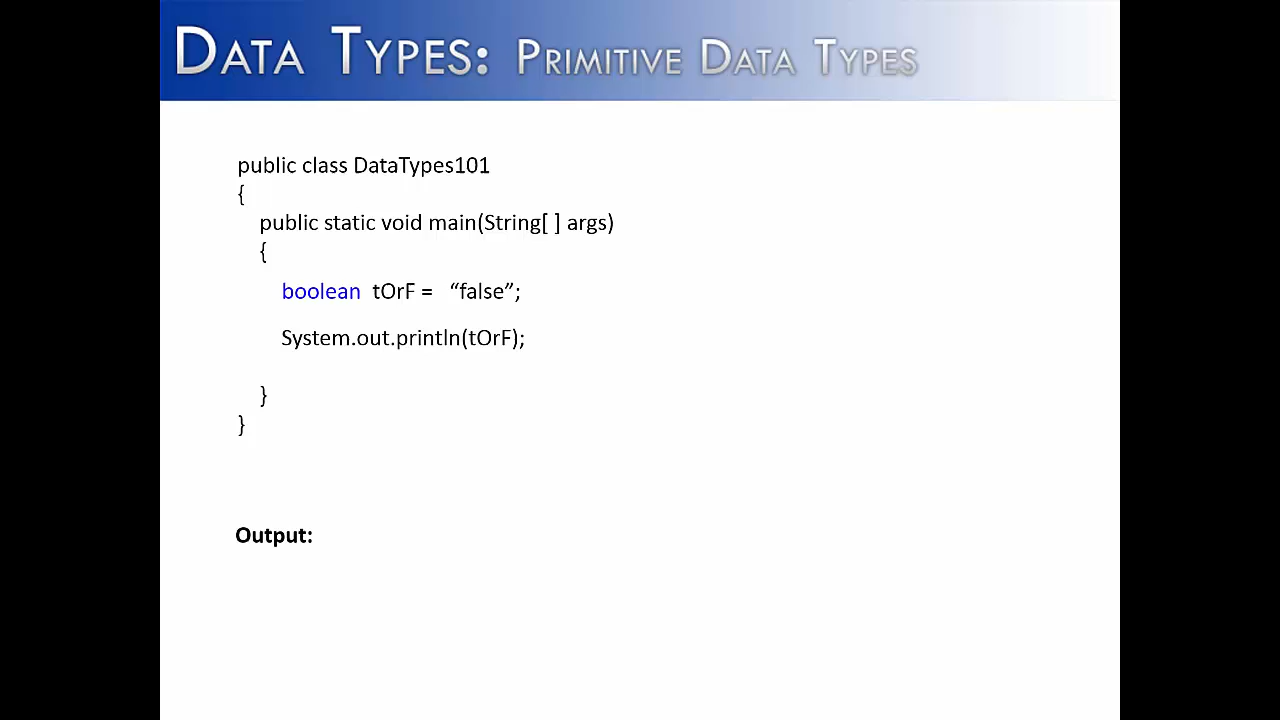 DATA TYPES: PRIMITIVE DATA TYPES
public class DataTypes101
{
public static void main(String[ ] args)
{
boolean tOrF = “false”;
System.out.println(tOrF);
}
}
Output: